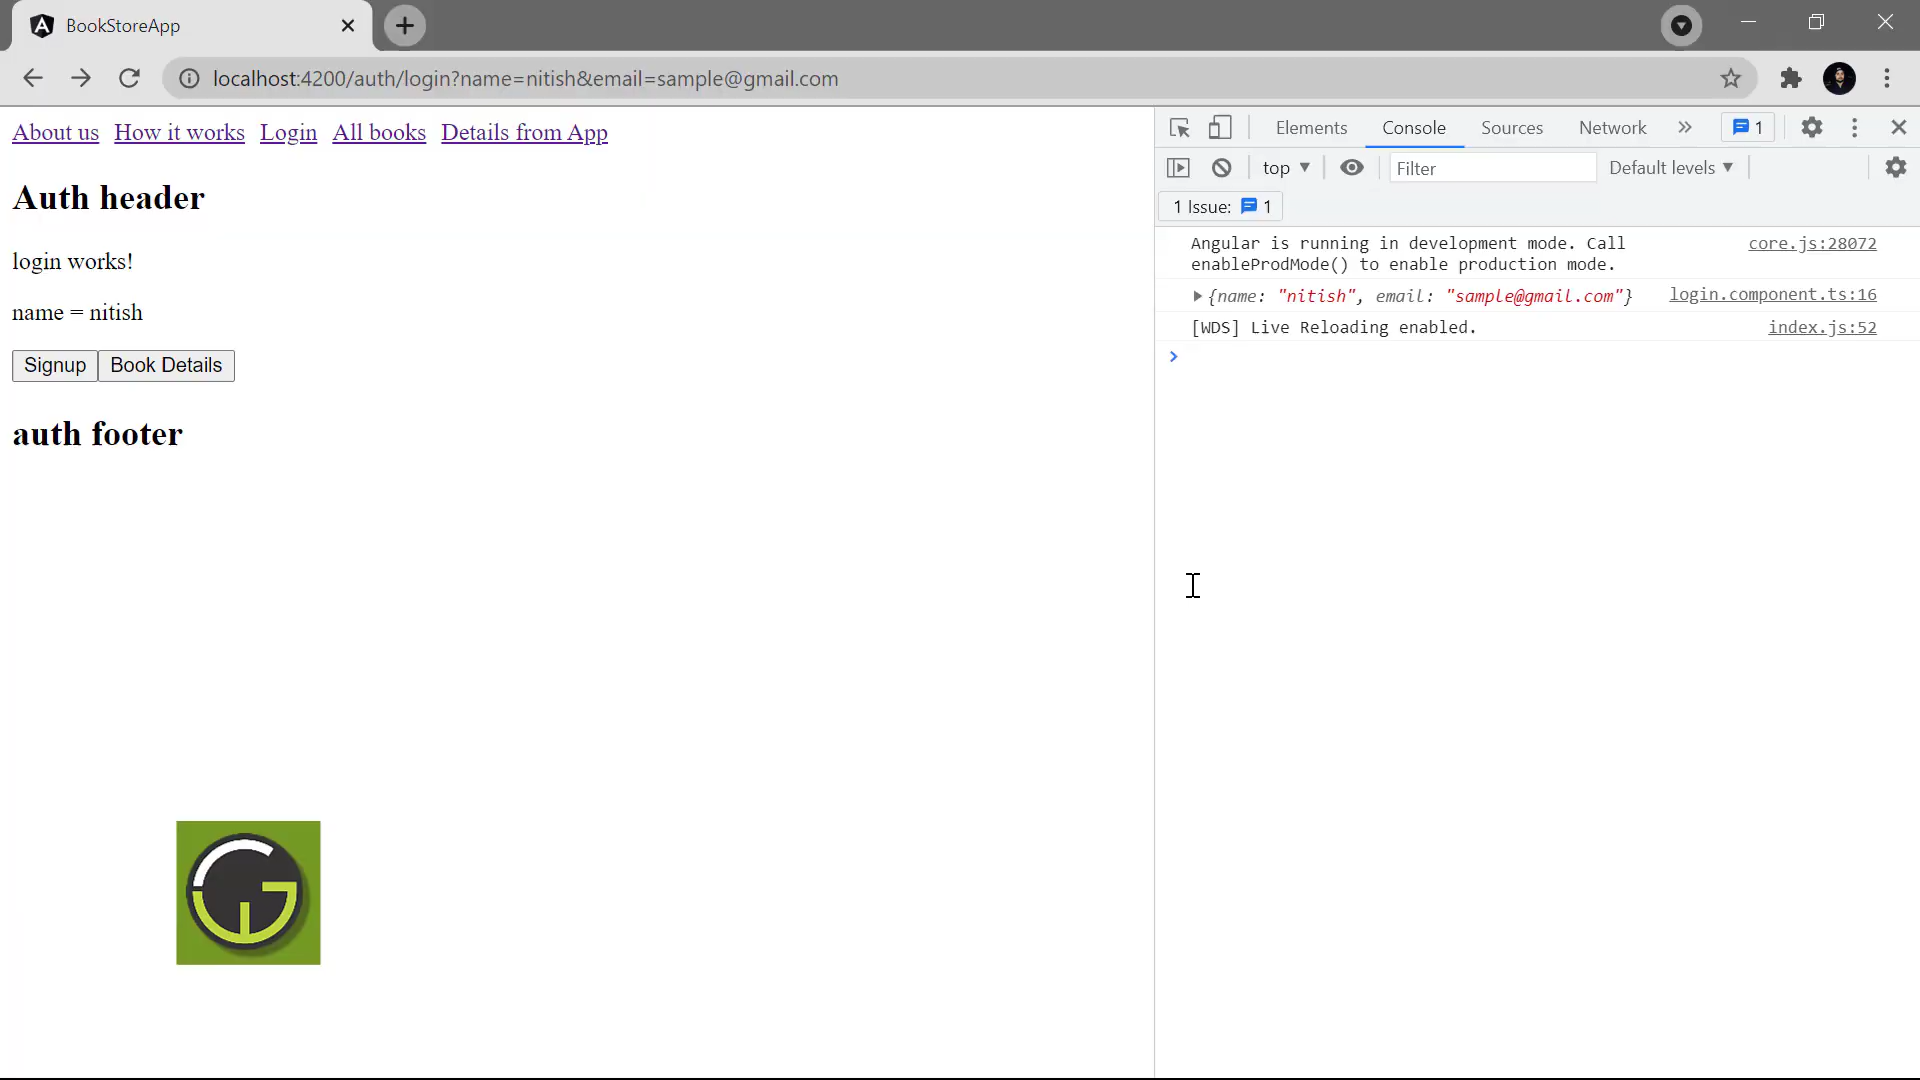 BookStoreApp
localhost:4200/auth/login?name=nitish&email=sample@gmail.com
About us How it works Login All books Details from App
Auth header
login works!
name = nitish
Signup Book Details
auth footer
Elements Console Sources Network 1
top Filter Default levels
1 Issue: 1
Angular is running in development mode. Call core.js:28072
enableProdMode() to enable production mode.
{name: "nitish", email: "sample@gmail.com"} login.component.ts:16
[WDS] Live Reloading enabled. index.js:52